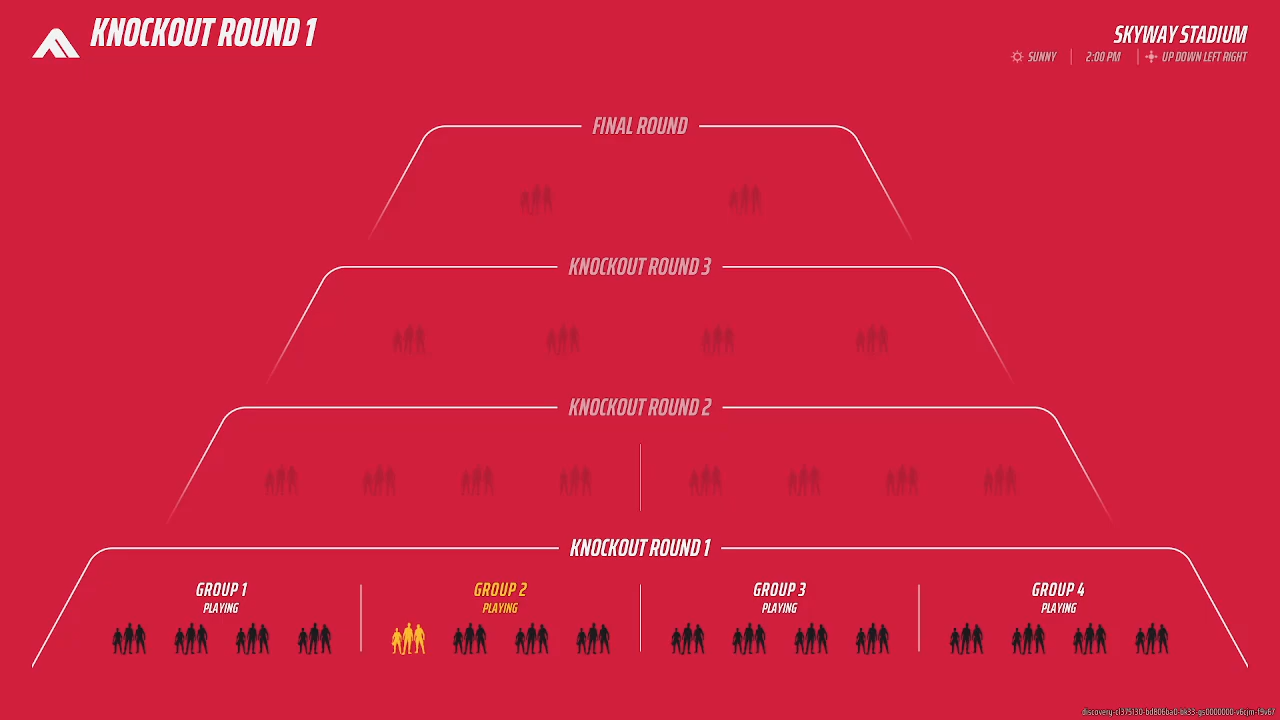 KNOCKOUT ROUND 1
SKYWAY STADIUM
SUNNY 2:00 PM UP DOWN LEFT RIGHT
FINAL ROUND
KNOCKOUT ROUND 3
KNOCKOUT ROUND 2
KNOCKOUT ROUND 1
GROUP 1 GROUP 2 GROUP 3 GROUP 4
PLAYING PLAYING PLAYING PLAYING